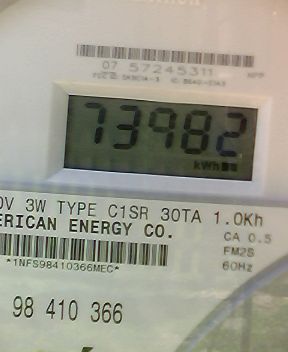 07 57245311
73982
kWh
0V 3W TYPE C1SR 30TA 1.0Kh
ERICAN ENERGY CO.
CA 0.5
FM2S
60Hz
*1NFS98410366MEC*
98 410 366